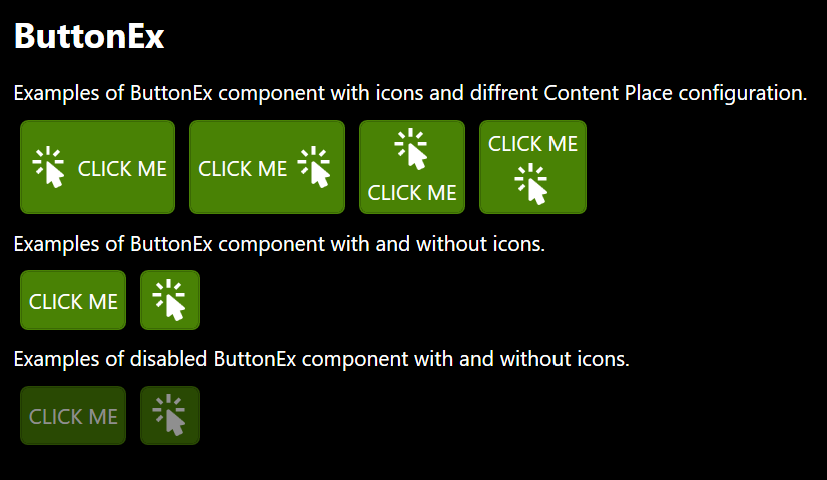 ButtonEx
Examples of ButtonEx component with icons and diffrent Content Place configuration.
CLICK ME CLICK ME CLICK ME CLICK ME
Examples of ButtonEx component with and without icons.
CLICK ME
Examples of disabled ButtonEx component with and without icons.
CLICK ME